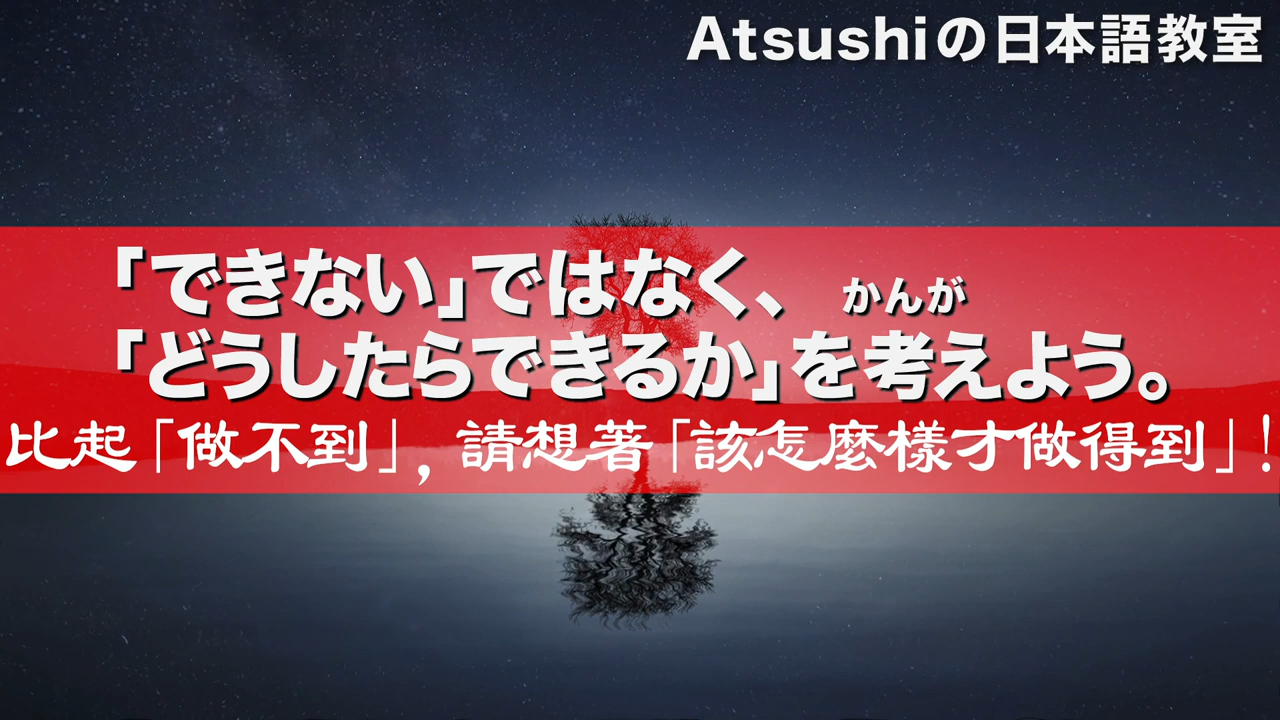 Atsushiの日本語教室
「できない」ではなく、
かんが
「どうしたらできるか」を考えよう。
比起「做不到」,請想著「該怎麼樣才做得到」!